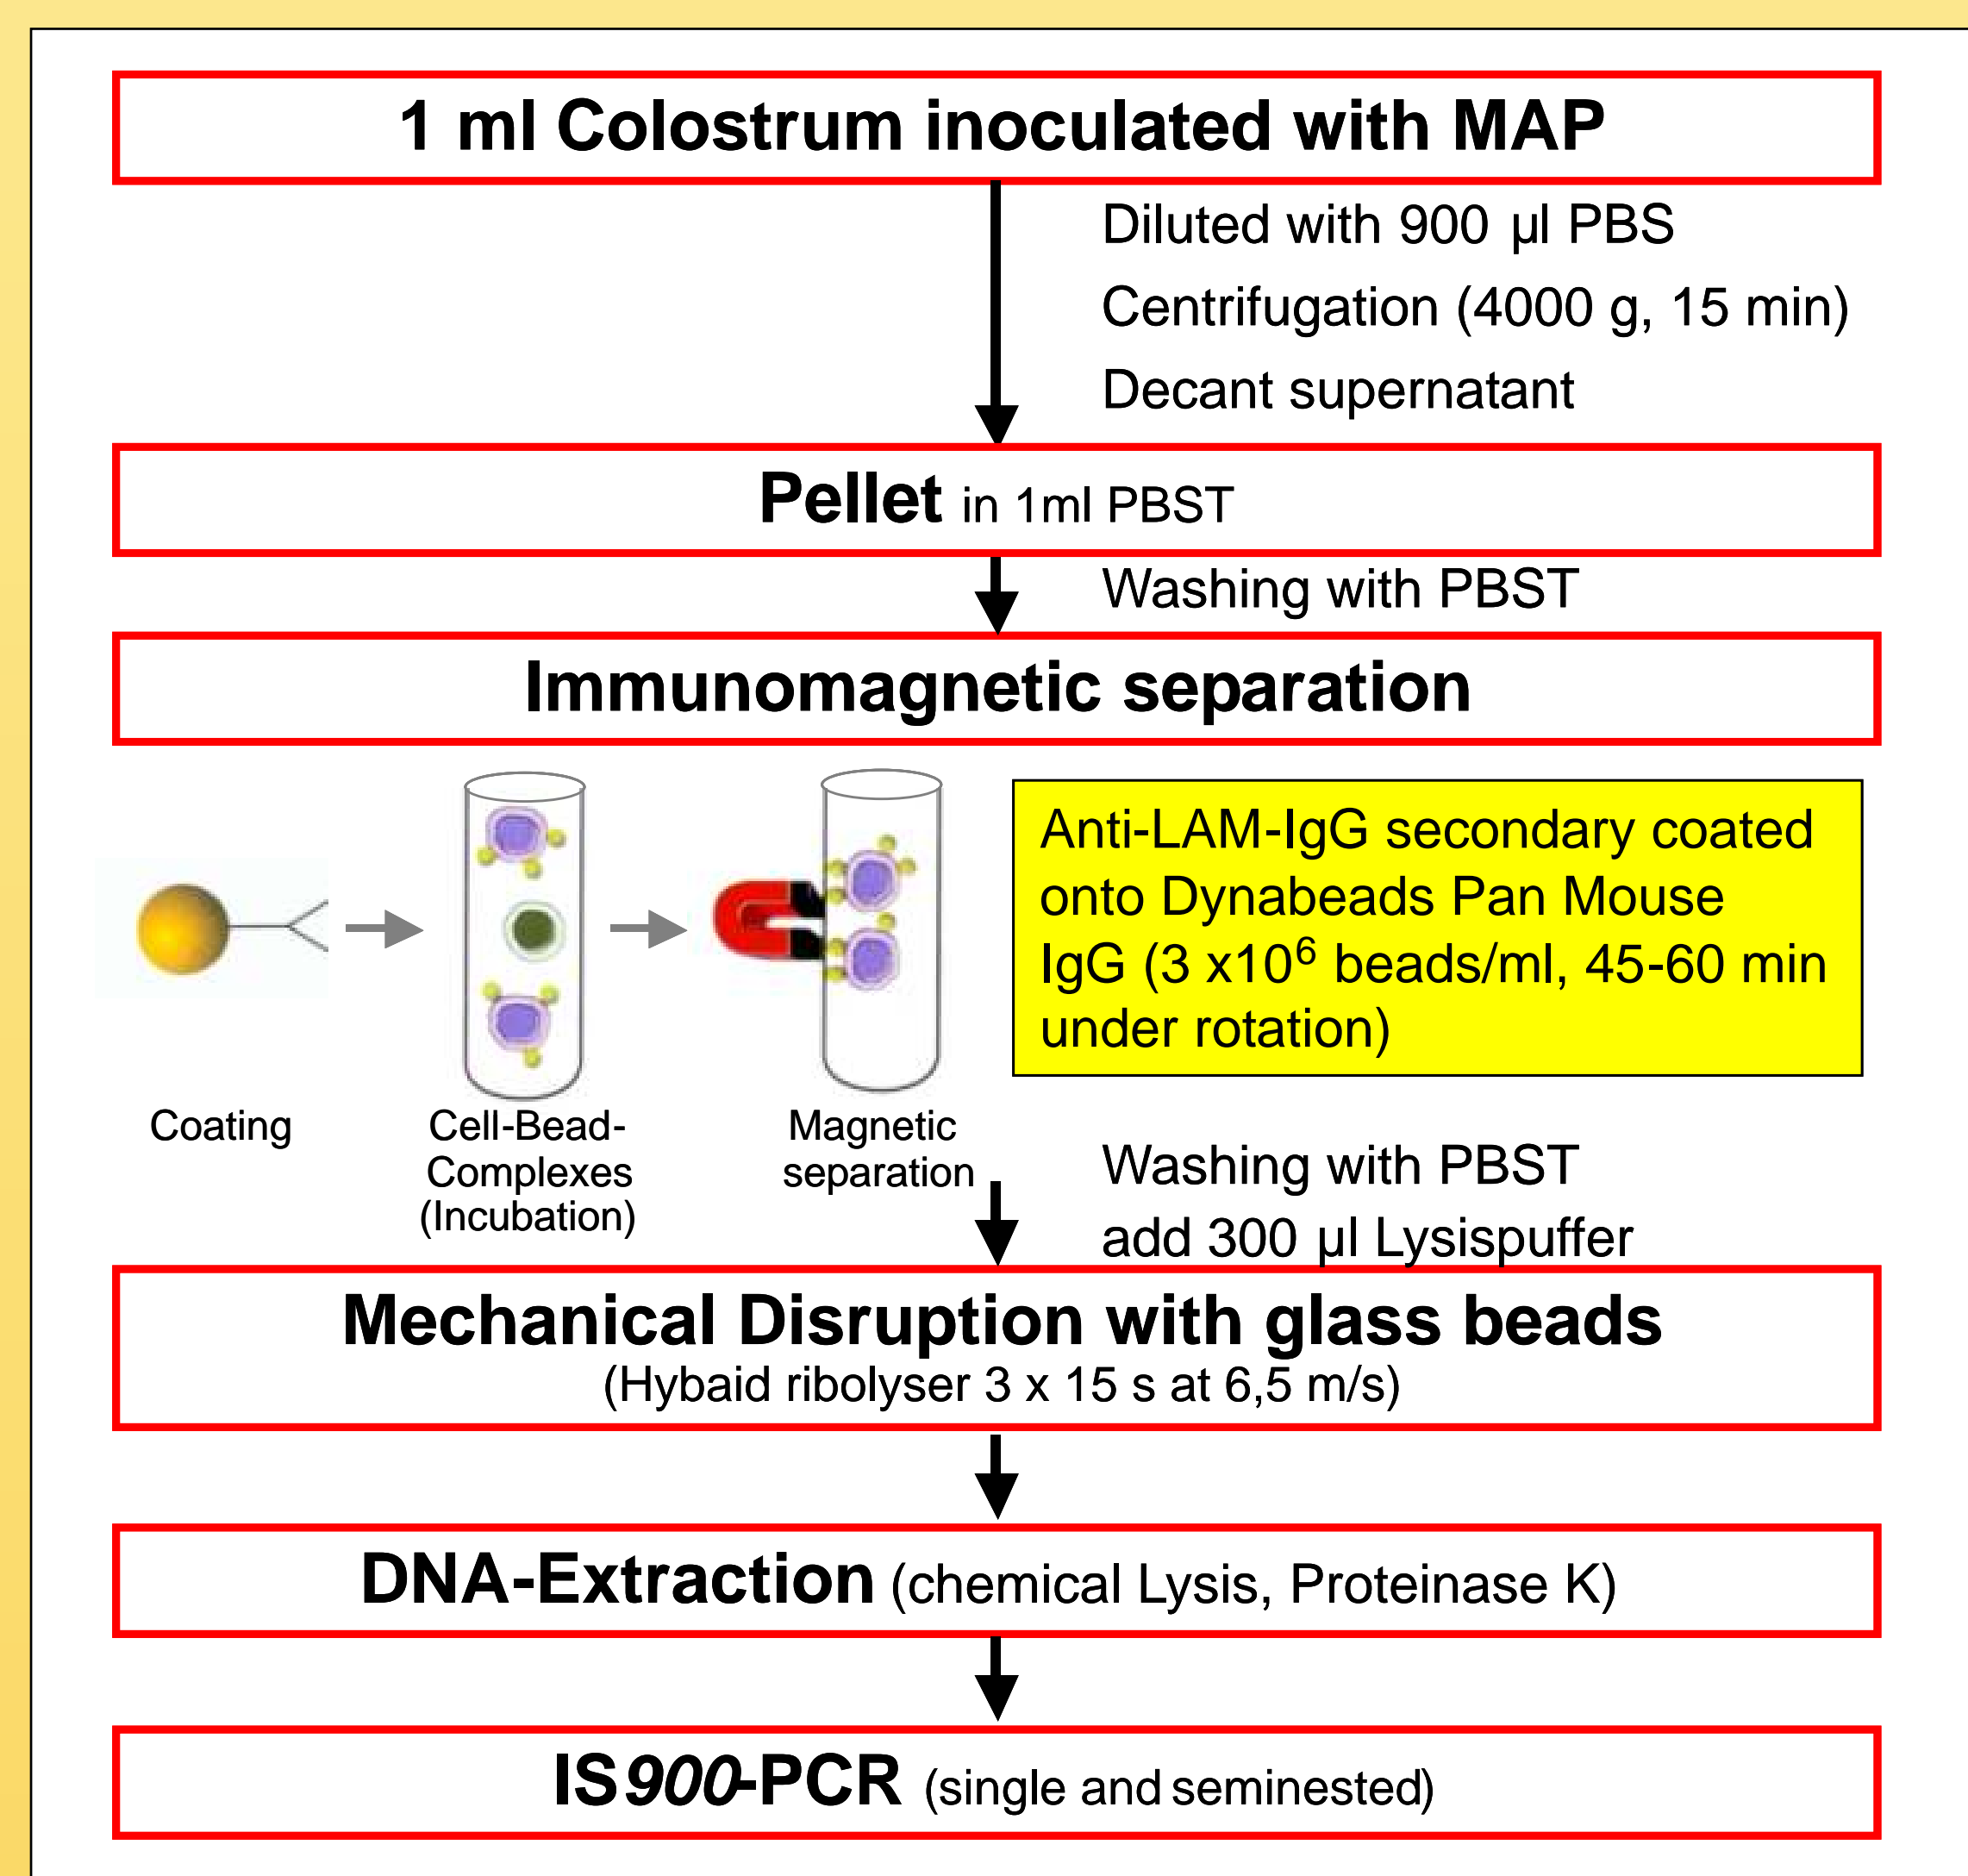 1 ml Colostrum inoculated with MAP
Diluted with 900 µl PBS
Centrifugation (4000 g, 15 min)
Decant supernatant
Pellet in 1ml PBST
Washing with PBST
Immunomagnetic separation
Anti-LAM-IgG secondary coated
onto Dynabeads Pan Mouse
IgG (3 x10⁶ beads/ml, 45-60 min
under rotation)
Coating
Cell-Bead-
Complexes
(Incubation)
Magnetic
separation
Washing with PBST
add 300 µl Lysispuffer
Mechanical Disruption with glass beads
(Hybaid ribolyser 3 x 15 s at 6,5 m/s)
DNA-Extraction (chemical Lysis, Proteinase K)
IS900-PCR (single and seminested)